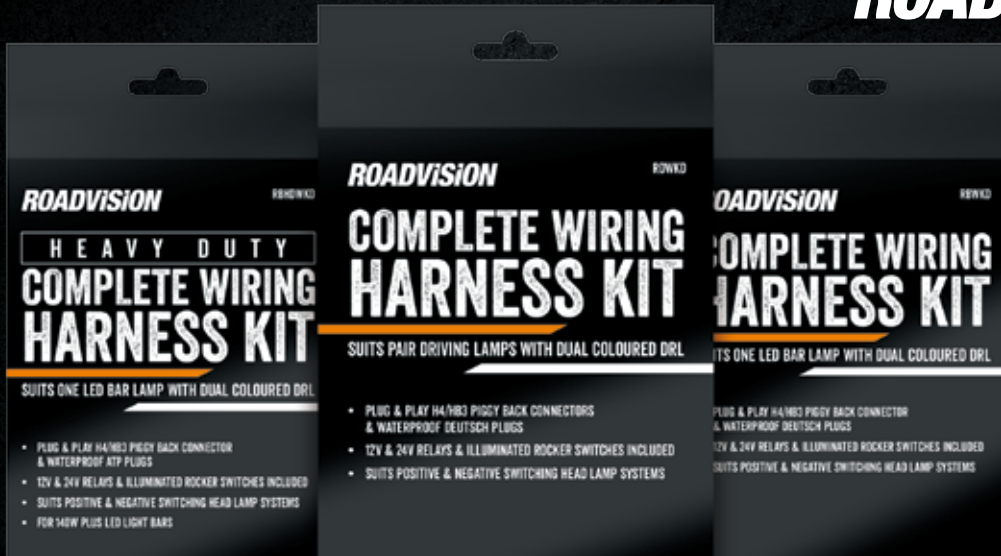 ROAD
ROADVISION RBHDWKD
HEAVY DUTY
COMPLETE WIRING
HARNESS KIT
SUITS ONE LED BAR LAMP WITH DUAL COLOURED DRL
• PLUG & PLAY H4/HB3 PIGGY BACK CONNECTOR
& WATERPROOF ATP PLUGS
• 12V & 24V RELAYS & ILLUMINATED ROCKER SWITCHES INCLUDED
• SUITS POSITIVE & NEGATIVE SWITCHING HEAD LAMP SYSTEMS
• FOR 140W PLUS LED LIGHT BARS
ROADVISION RDWKD
COMPLETE WIRING
HARNESS KIT
SUITS PAIR DRIVING LAMPS WITH DUAL COLOURED DRL
• PLUG & PLAY H4/HB3 PIGGY BACK CONNECTORS
& WATERPROOF DEUTSCH PLUGS
• 12V & 24V RELAYS & ILLUMINATED ROCKER SWITCHES INCLUDED
• SUITS POSITIVE & NEGATIVE SWITCHING HEAD LAMP SYSTEMS
OADVISION RBWKD
COMPLETE WIRING
HARNESS KIT
ITS ONE LED BAR LAMP WITH DUAL COLOURED DRL
PLUG & PLAY H4/HB3 PIGGY BACK CONNECTOR
& WATERPROOF DEUTSCH PLUGS
12V & 24V RELAYS & ILLUMINATED ROCKER SWITCHES INCLUDED
SUITS POSITIVE & NEGATIVE SWITCHING HEAD LAMP SYSTEMS